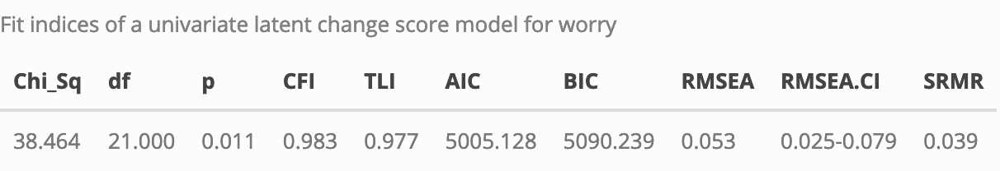 Fit indices of a univariate latent change score model for worry
Chi_Sq df p CFI TLI AIC BIC RMSEA RMSEA.CI SRMR
38.464 21.000 0.011 0.983 0.977 5005.128 5090.239 0.053 0.025-0.079 0.039